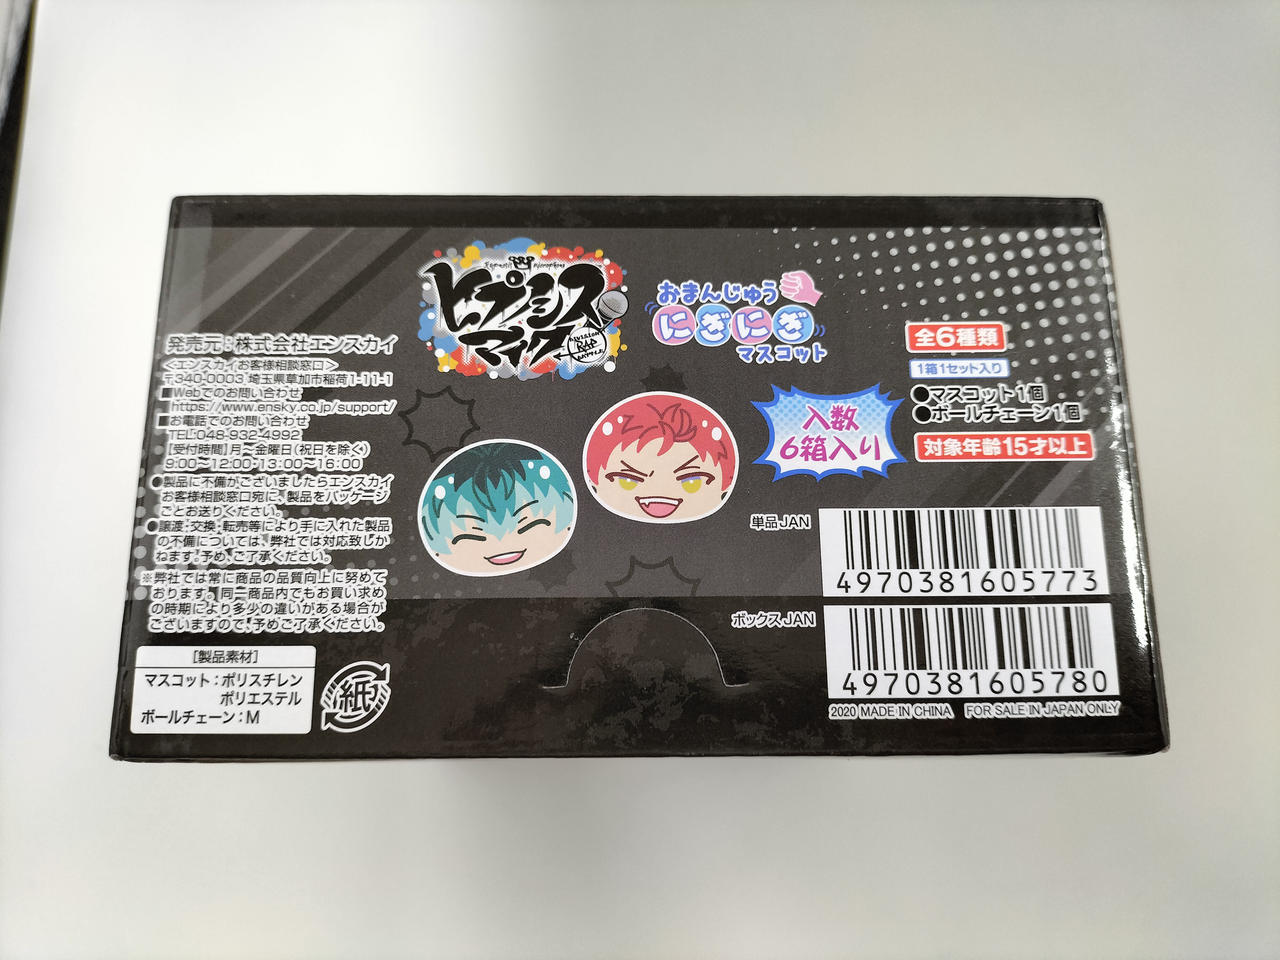 Hypnosis Microphone
ヒプノシス
マイク
DIVISION
RAP
BATTLE
おまんじゅう
にぎにぎ
マスコット
発売元:株式会社エンスカイ
<エンスカイお客様相談窓口>
〒340-0003 埼玉県草加市稲荷1-11-1
■Webでのお問い合わせ
https://www.ensky.co.jp/support/
■お電話でのお問い合わせ
TEL:048-932-4992
[受付時間]月～金曜日(祝日を除く)
9:00～12:00・13:00～16:00
●製品に不備がございましたらエンスカイ
お客様相談窓口宛に、製品をパッケージ
ごとお送りください。
●譲渡・交換・転売等により手に入れた製品
の不備については、弊社では対応致しか
ねます。予め、ご了承ください。
※弊社では常に商品の品質向上に努めて
おります。同一商品内でもお買い求め
の時期により多少の違いがある場合が
ございますので、予めご了承ください。
[製品素材]
マスコット:ポリスチレン
ポリエステル
ボールチェーン:M
紙
入数
6箱入り
全6種類
1箱1セット入り
●マスコット1個
●ボールチェーン1個
対象年齢15才以上
単品JAN
4970381605773
ボックスJAN
4970381605780
2020 MADE IN CHINA FOR SALE IN JAPAN ONLY